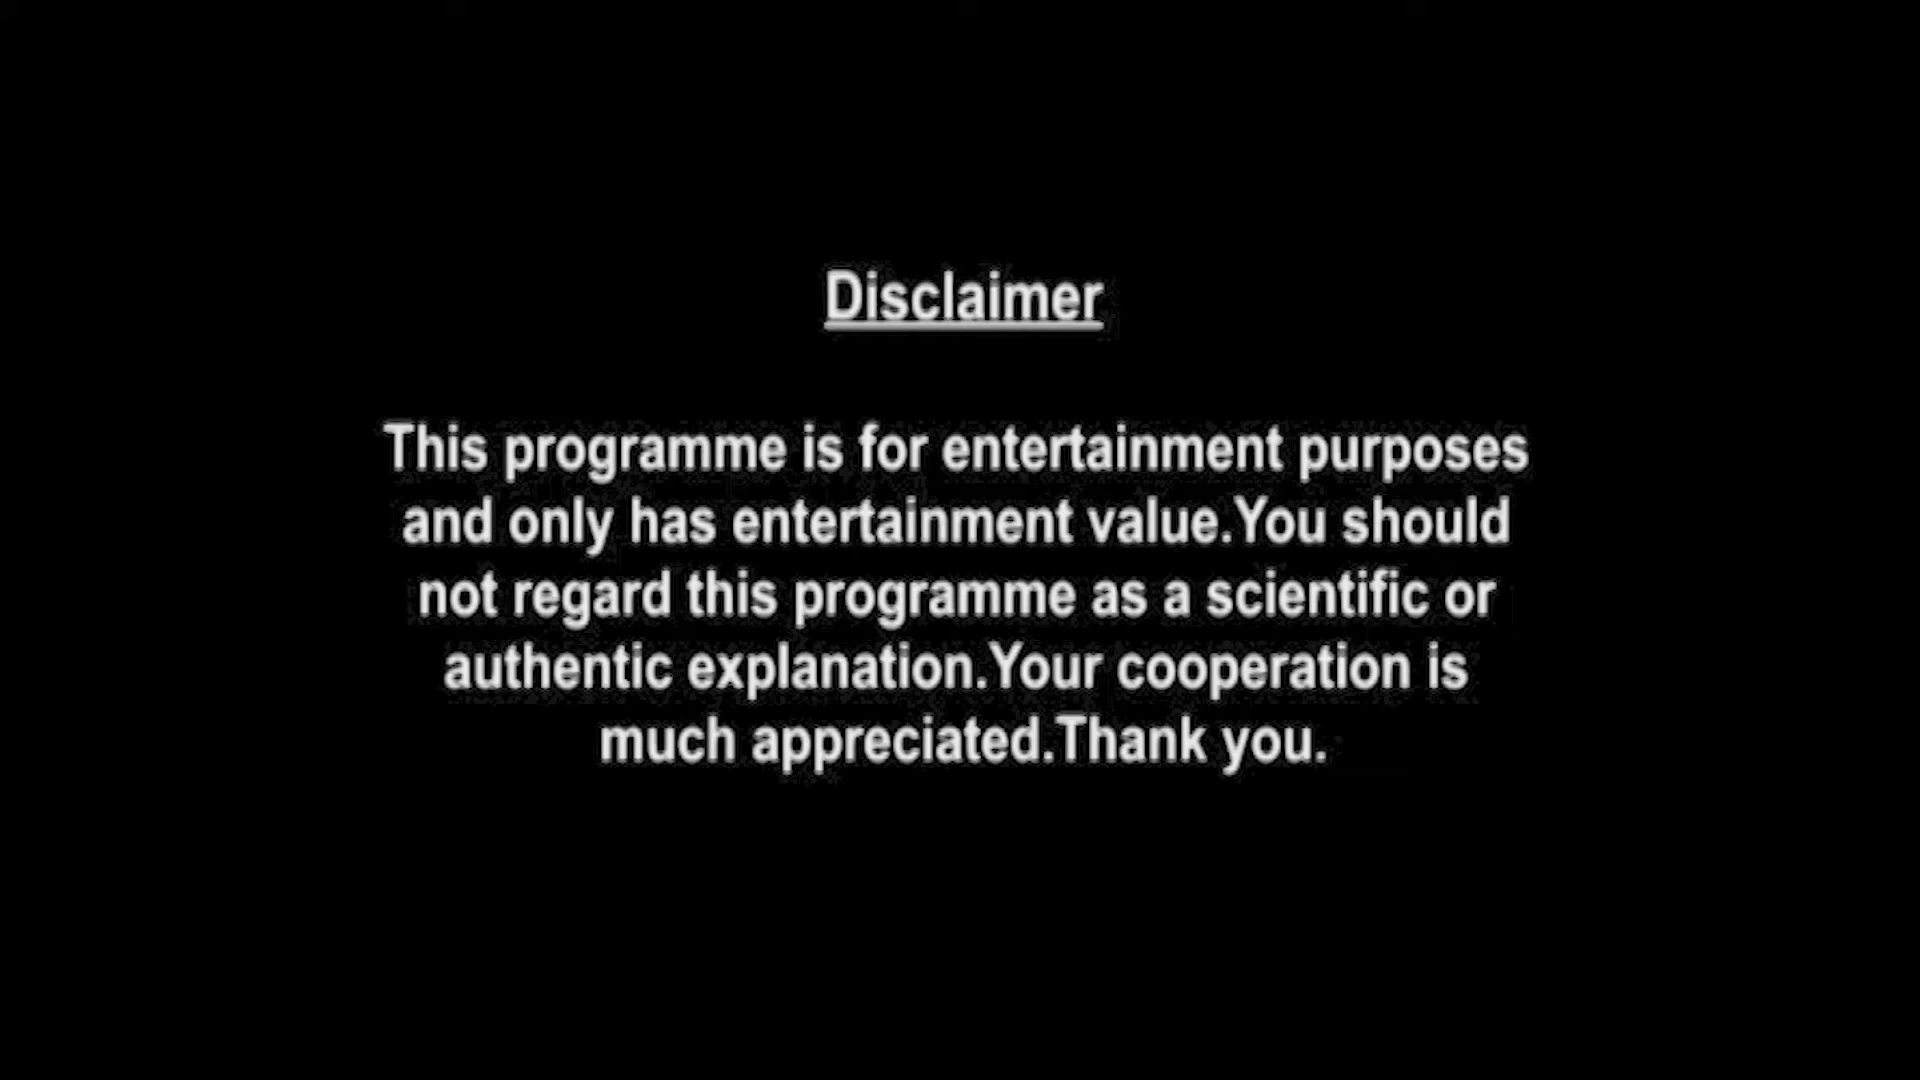 Disclaimer
This programme is for entertainment purposes
and only has entertainment value.You should
not regard this programme as a scientific or
authentic explanation.Your cooperation is
much appreciated.Thank you.